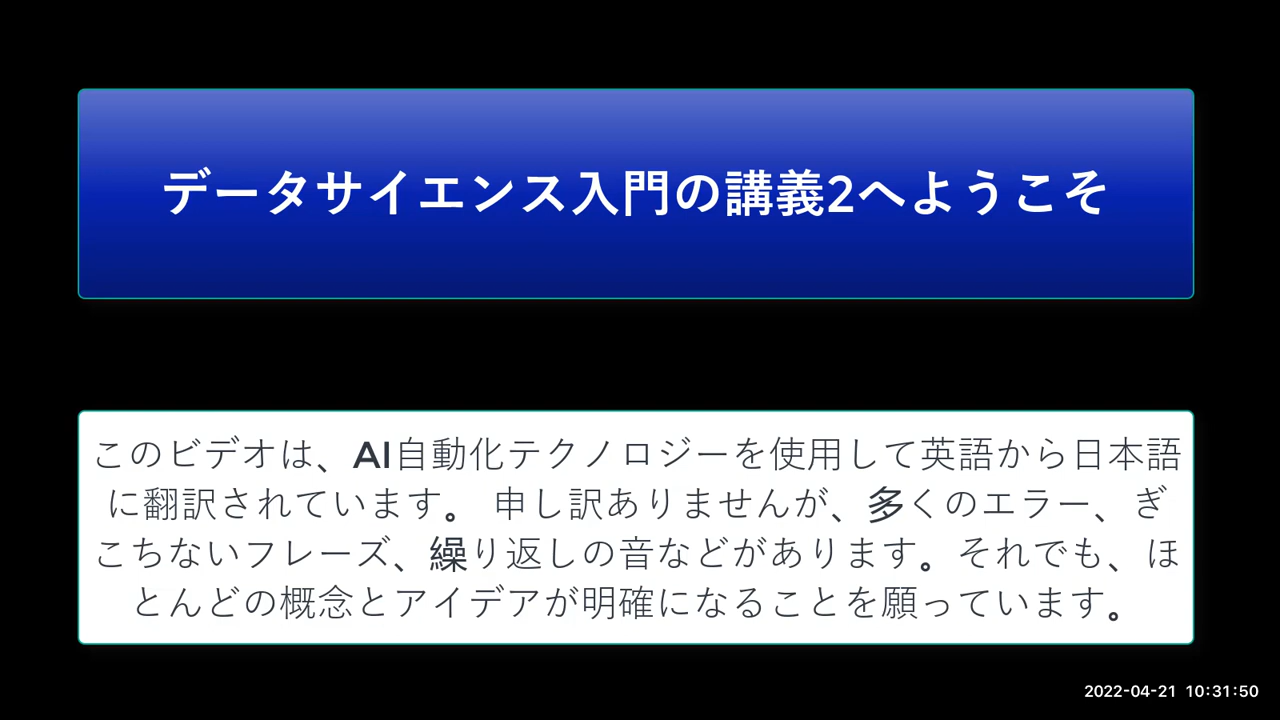 データサイエンス入門の講義2へようこそ
このビデオは、AI自動化テクノロジーを使用して英語から日本語
に翻訳されています。 申し訳ありませんが、多くのエラー、ぎ
こちないフレーズ、繰り返しの音などがあります。それでも、ほ
とんどの概念とアイデアが明確になることを願っています。
2022-04-21 10:31:50